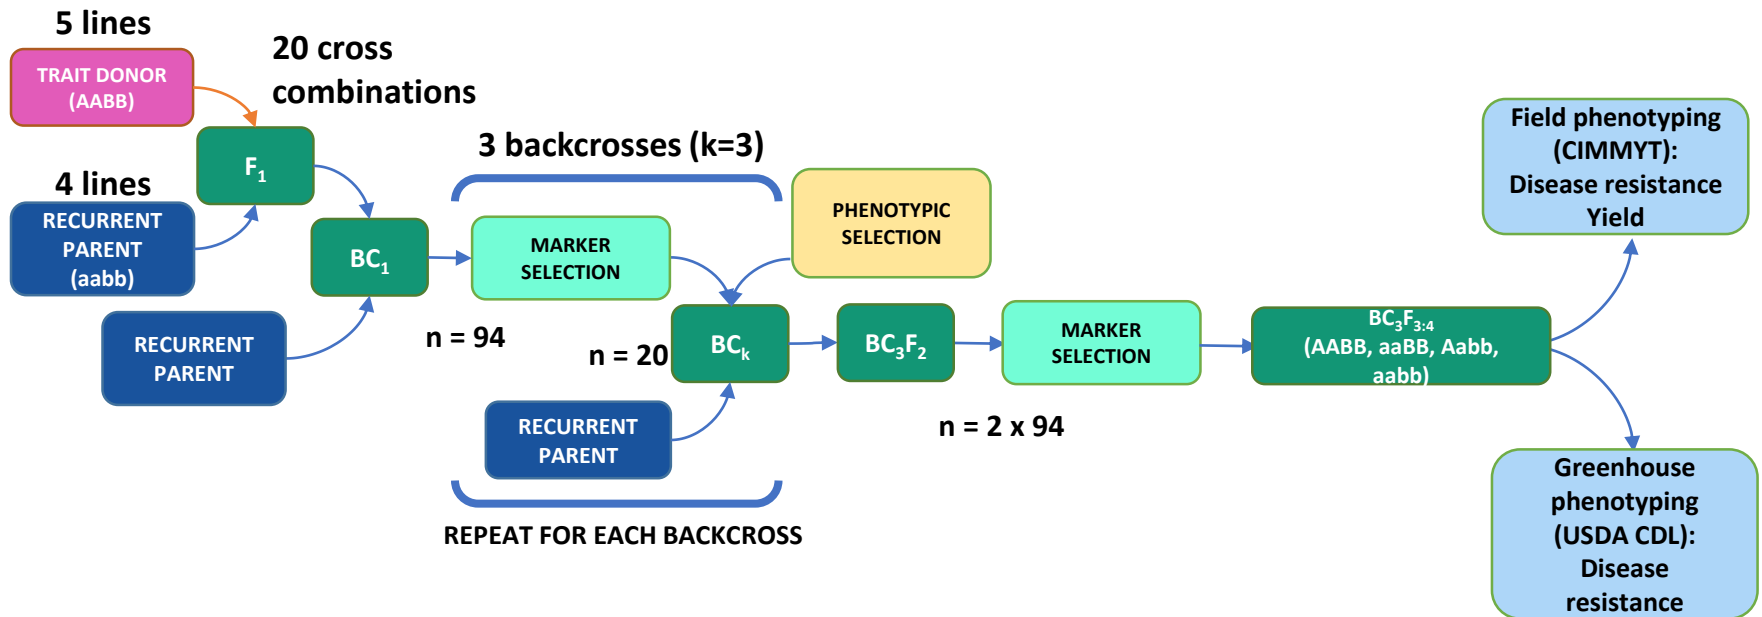 5 lines
TRAIT DONOR
(AABB)
20 cross
combinations
F₁
4 lines
RECURRENT
PARENT
(aabb)
BC₁
RECURRENT
PARENT
3 backcrosses (k=3)
MARKER
SELECTION
n = 94
PHENOTYPIC
SELECTION
n = 20
BCₖ
RECURRENT
PARENT
REPEAT FOR EACH BACKCROSS
BC₃F₂
MARKER
SELECTION
n = 2 x 94
BC₃F₃:₄
(AABB, aaBB, Aabb,
aabb)
Field phenotyping
(CIMMYT):
Disease resistance
Yield
Greenhouse
phenotyping
(USDA CDL):
Disease
resistance